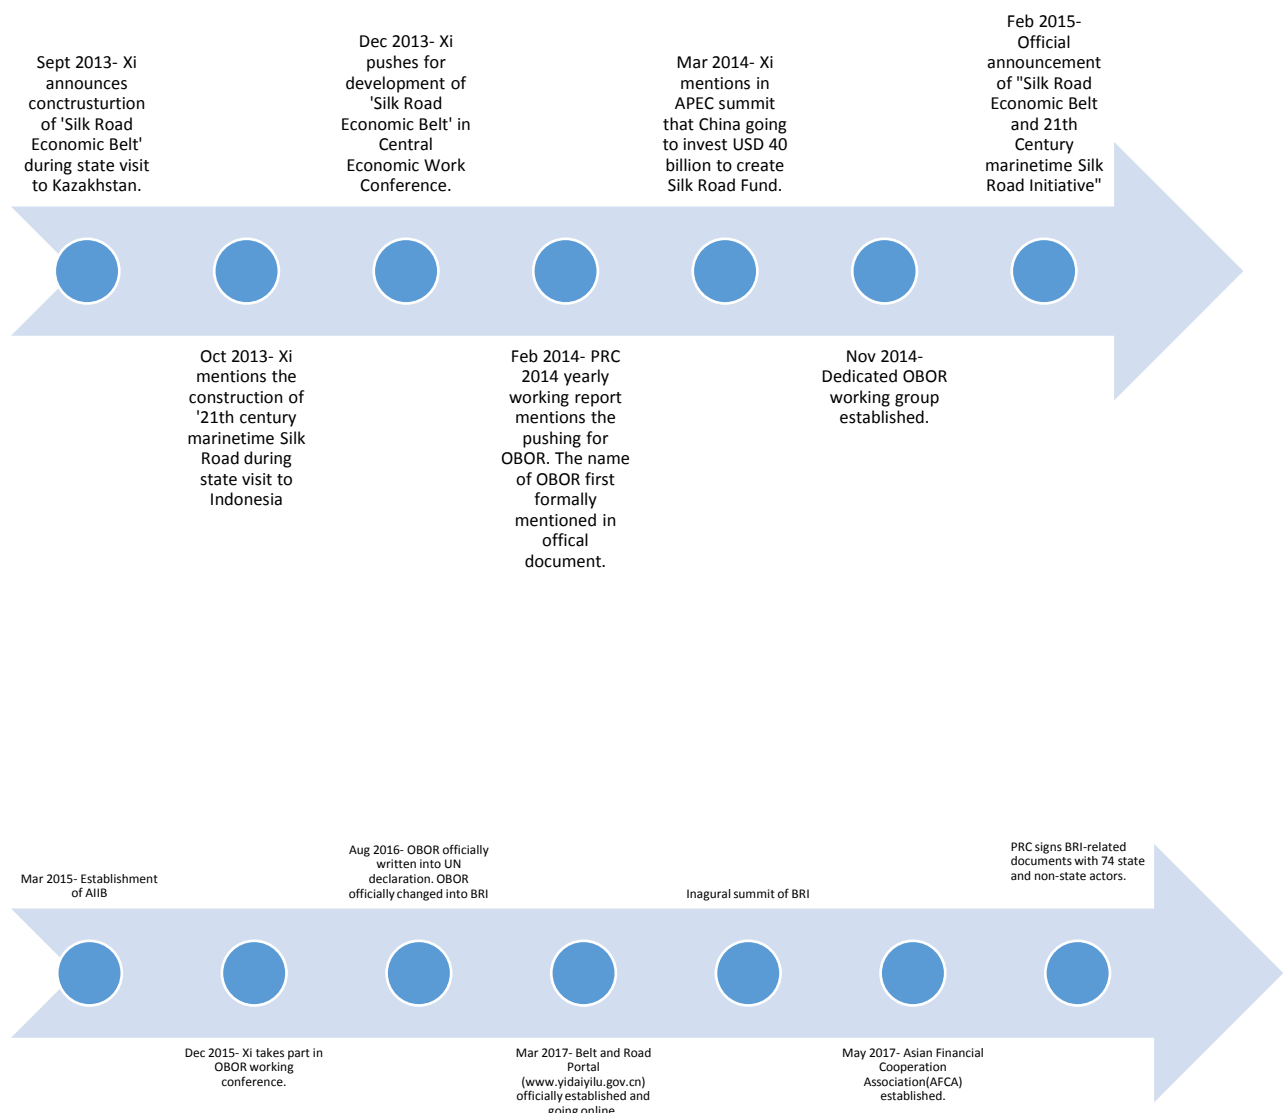 Sept 2013- Xi
announces
conctrusturtion
of 'Silk Road
Economic Belt'
during state visit
to Kazakhstan.
Oct 2013- Xi
mentions the
construction of
'21th century
marinetime Silk
Road during
state visit to
Indonesia
Dec 2013- Xi
pushes for
development of
'Silk Road
Economic Belt' in
Central
Economic Work
Conference.
Feb 2014- PRC
2014 yearly
working report
mentions the
pushing for
OBOR. The name
of OBOR first
formally
mentioned in
offical
document.
Mar 2014- Xi
mentions in
APEC summit
that China going
to invest USD 40
billion to create
Silk Road Fund.
Nov 2014-
Dedicated OBOR
working group
established.
Feb 2015-
Official
announcement
of "Silk Road
Economic Belt
and 21th
Century
marinetime Silk
Road Initiative"
Mar 2015- Establishment
of AIIB
Dec 2015- Xi takes part in
OBOR working
conference.
Aug 2016- OBOR officially
written into UN
declaration. OBOR
officially changed into BRI
Mar 2017- Belt and Road
Portal
(www.yidaiyilu.gov.cn)
officially established and
going online
Inagural summit of BRI
May 2017- Asian Financial
Cooperation
Association(AFCA)
established.
PRC signs BRI-related
documents with 74 state
and non-state actors.